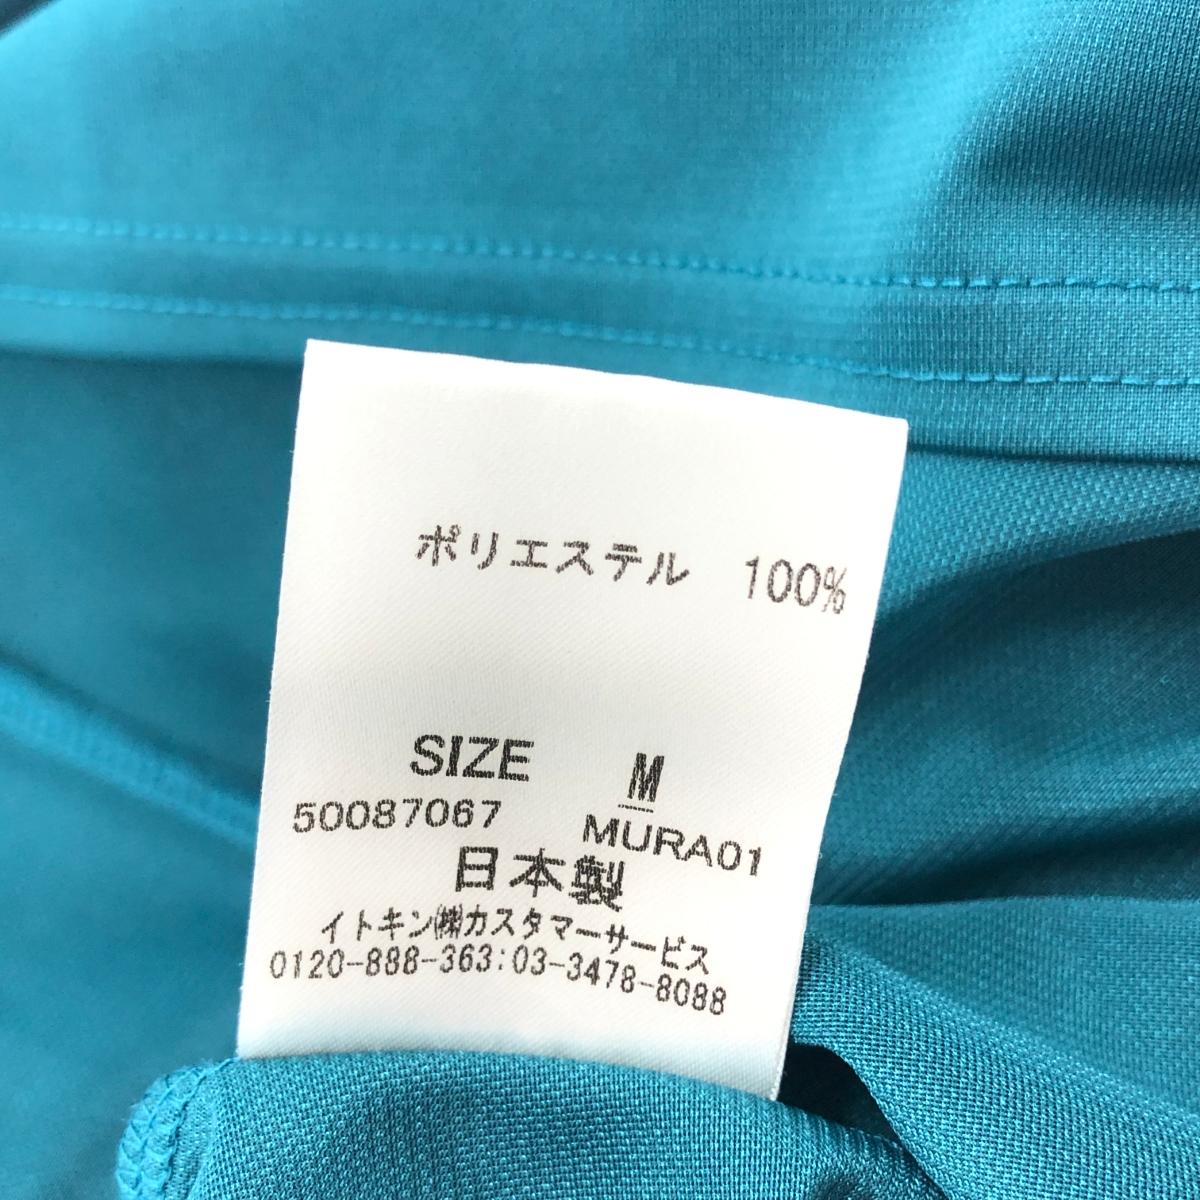 ポリエステル 100%
SIZE M
50087067 MURA01
日本製
イトキン㈱カスタマーサービス
0120-888-363:03-3478-8088